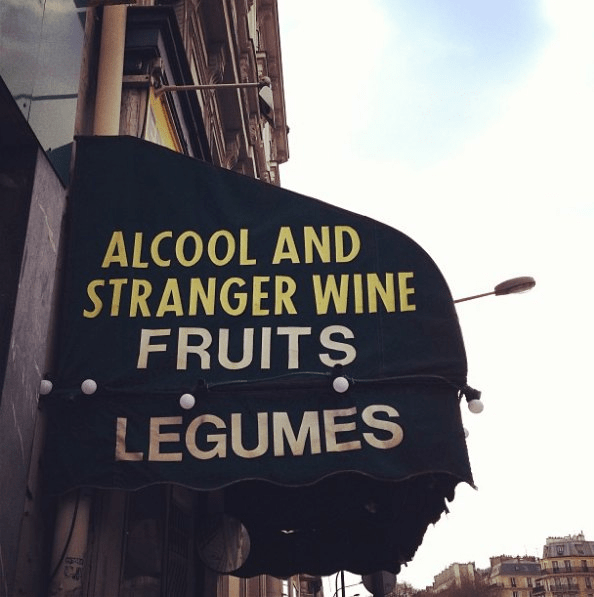 ALCOOL AND
STRANGER WINE
FRUITS
LEGUMES